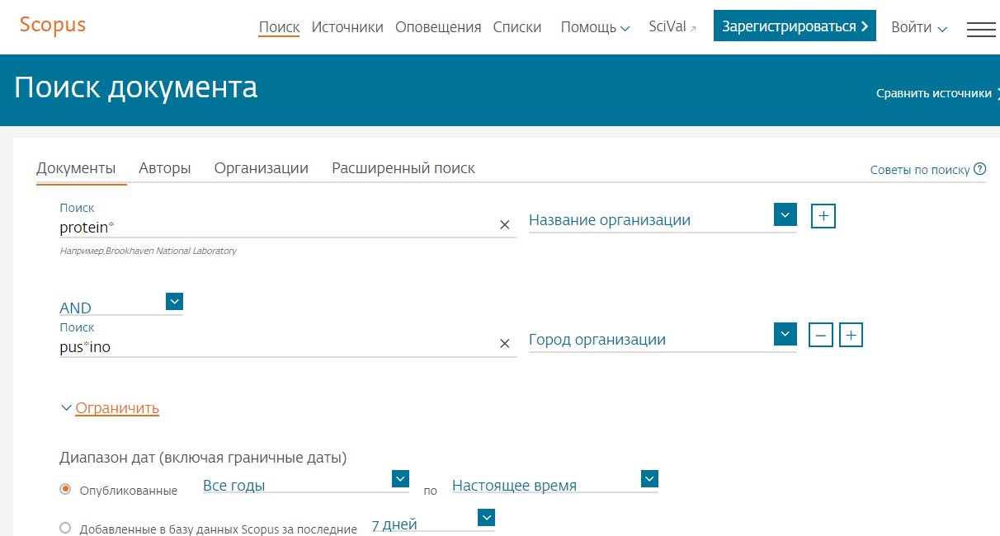 Scopus
Поиск Источники Оповещения Списки Помощь SciVal ↗ Зарегистрироваться Войти
Поиск документа
Сравнить источники
Документы Авторы Организации Расширенный поиск
Советы по поиску ?
Поиск
protein*
Название организации
Например,Brookhaven National Laboratory
AND
Поиск
pus*ino
Город организации
Ограничить
Диапазон дат (включая граничные даты)
Опубликованные Все годы по Настоящее время
Добавленные в базу данных Scopus за последние 7 дней